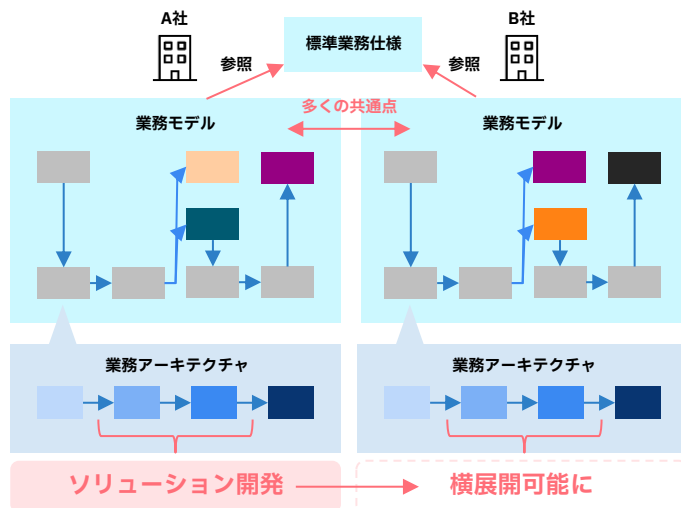 A社
B社
標準業務仕様
参照
参照
多くの共通点
業務モデル
業務モデル
業務アーキテクチャ
業務アーキテクチャ
ソリューション開発
横展開可能に